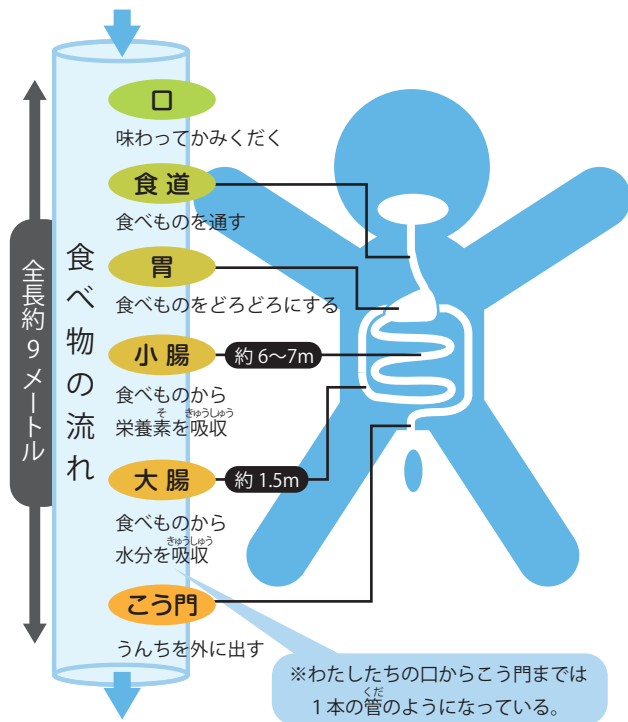 全長約9メートル
食べ物の流れ
口
味わってかみくだく
食道
食べものを通す
胃
食べものをどろどろにする
小腸
約6〜7m
食べものから
栄養素を吸収
そ きゅうしゅう
大腸
約1.5m
食べものから
水分を吸収
きゅうしゅう
こう門
うんちを外に出す
※わたしたちの口からこう門までは
1本の管のようになっている。
くだ